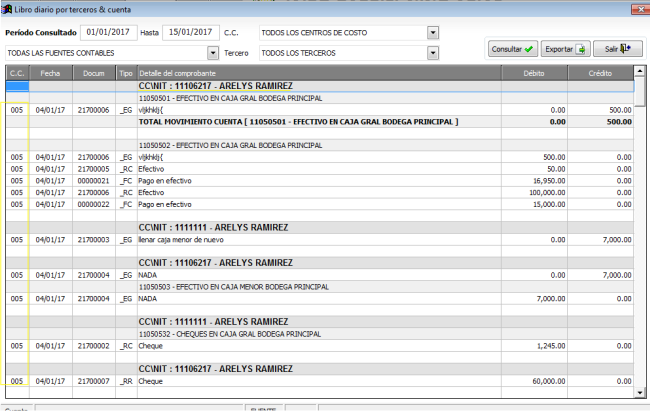 Libro diario por terceros & cuenta
Período Consultado 01/01/2017 Hasta 15/01/2017 C.C. TODOS LOS CENTROS DE COSTO
TODAS LAS FUENTES CONTABLES Tercero TODOS LOS TERCEROS Consultar Exportar Salir
C.C. Fecha Docum Tipo Detalle del comprobante Débito Crédito
CC\NIT : 11106217 - ARELYS RAMIREZ
11050501 - EFECTIVO EN CAJA GRAL BODEGA PRINCIPAL
005 04/01/17 21700006 _EG vljkhklj{ 0.00 500.00
TOTAL MOVIMIENTO CUENTA [ 11050501 - EFECTIVO EN CAJA GRAL BODEGA PRINCIPAL ] 0.00 500.00
11050502 - EFECTIVO EN CAJA GRAL BODEGA PRINCIPAL
005 04/01/17 21700006 _EG vljkhklj{ 500.00 0.00
005 04/01/17 21700005 _RC Efectivo 50.00 0.00
005 04/01/17 00000021 _FC Pago en efectivo 16,950.00 0.00
005 04/01/17 21700006 _RC Efectivo 100,000.00 0.00
005 04/01/17 00000022 _FC Pago en efectivo 15,000.00 0.00
CC\NIT : 1111111 - ARELYS RAMIREZ
005 04/01/17 21700003 _EG llenar caja menor de nuevo 0.00 7,000.00
CC\NIT : 11106217 - ARELYS RAMIREZ
005 04/01/17 21700004 _EG NADA 0.00 7,000.00
11050503 - EFECTIVO EN CAJA MENOR BODEGA PRINCIPAL
005 04/01/17 21700004 _EG NADA 7,000.00 0.00
CC\NIT : 1111111 - ARELYS RAMIREZ
11050532 - CHEQUES EN CAJA GRAL BODEGA PRINCIPAL
005 04/01/17 21700002 _RC Cheque 1,245.00 0.00
CC\NIT : 11106217 - ARELYS RAMIREZ
005 04/01/17 21700007 _RR Cheque 60,000.00 0.00